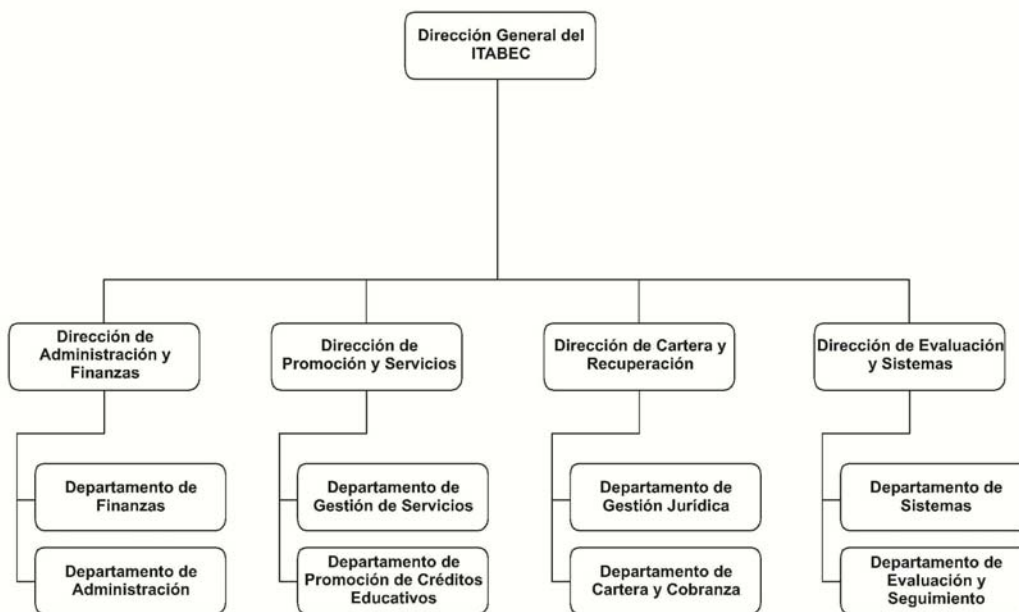 Dirección General del
ITABEC
Dirección de
Administración y
Finanzas
Dirección de
Promoción y Servicios
Dirección de Cartera y
Recuperación
Dirección de Evaluación
y Sistemas
Departamento de
Finanzas
Departamento de
Gestión de Servicios
Departamento de
Gestión Jurídica
Departamento de
Sistemas
Departamento de
Administración
Departamento de
Promoción de Créditos
Educativos
Departamento de
Cartera y Cobranza
Departamento de
Evaluación y
Seguimiento